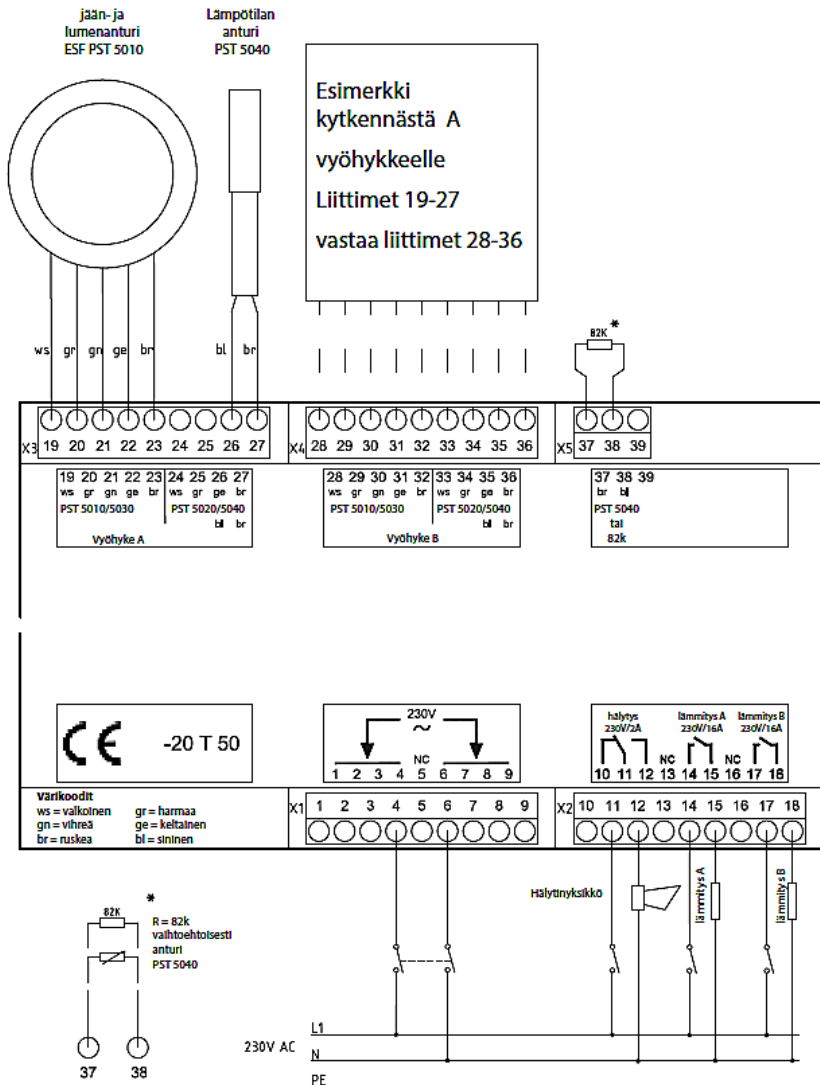 jään- ja
lumenanturi
ESF PST 5010
Lämpötilan
anturi
PST 5040
Esimerkki
kytkennästä A
vyöhykkeelle
Liittimet 19-27
vastaa liittimet 28-36
ws gr gn ge br
bl br
82K *
X3 19 20 21 22 23 24 25 26 27
X4 28 29 30 31 32 33 34 35 36
X5 37 38 39
19 20 21 22 23 24 25 26 27
ws gr gn ge br ws gr ge br
PST 5010/5030 PST 5020/5040
bl br
Vyöhyke A
28 29 30 31 32 33 34 35 36
ws gr gn ge br ws gr ge br
PST 5010/5030 PST 5020/5040
bl br
Vyöhyke B
37 38 39
br bl
PST 5040
tai
82k
CE -20 T 50
230V
~
NC
1 2 3 4 5 6 7 8 9
hälytys
230V/2A
lämmitys A
230V/16A
lämmitys B
230V/16A
NC NC
10 11 12 13 14 15 16 17 18
Värikoodit
ws = valkoinen gr = harmaa
gn = vihreä ge = keltainen
br = ruskea bl = sininen
X1 1 2 3 4 5 6 7 8 9
X2 10 11 12 13 14 15 16 17 18
Hälytinyksikkö
lämmitys A
lämmitys B
*
82K
R = 82k
vaihtoehtoisesti
anturi
PST 5040
37 38
230V AC
L1
N
PE